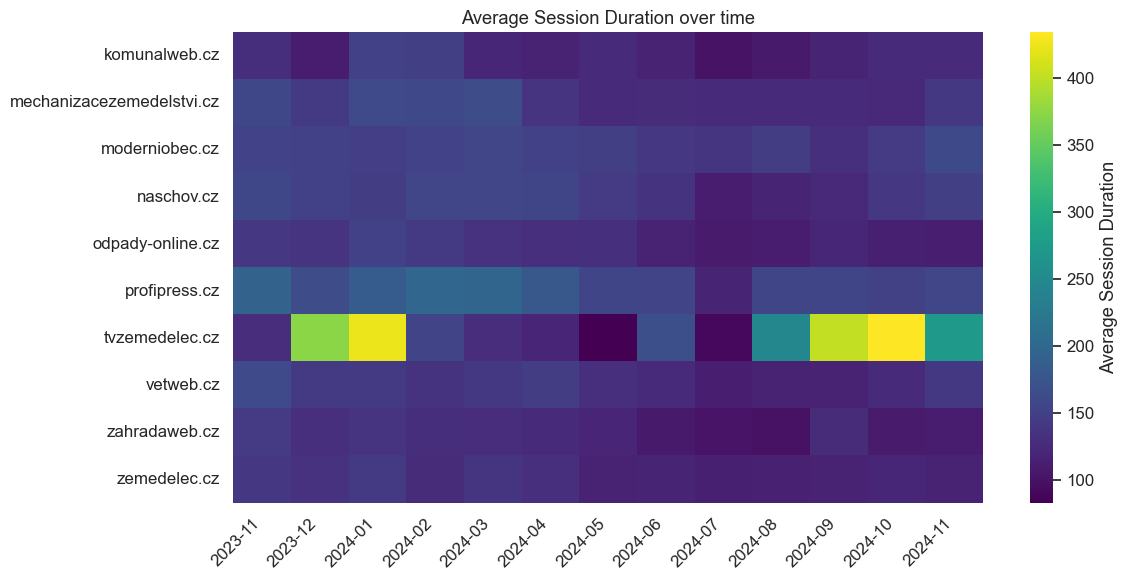 Average Session Duration over time
komunalweb.cz
mechanizacezemedelstvi.cz
moderniobec.cz
naschov.cz
odpady-online.cz
profipress.cz
tvzemedelec.cz
vetweb.cz
zahradaweb.cz
zemedelec.cz
2023-11
2023-12
2024-01
2024-02
2024-03
2024-04
2024-05
2024-06
2024-07
2024-08
2024-09
2024-10
2024-11
400
350
300
250
200
150
100
Average Session Duration